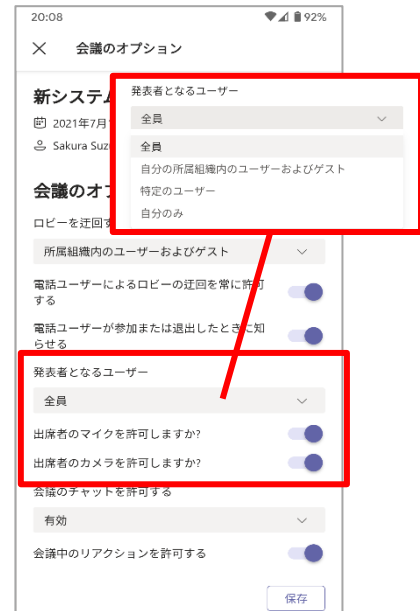 20:08
92%
会議のオプション
新システム
2021年7月
Sakura Suzu
発表者となるユーザー
全員
全員
自分の所属組織内のユーザーおよびゲスト
特定のユーザー
自分のみ
会議のオプ
ロビーを迂回す
所属組織内のユーザーおよびゲスト
電話ユーザーによるロビーの迂回を常に許可
する
電話ユーザーが参加または退出したときに知
らせる
発表者となるユーザー
全員
出席者のマイクを許可しますか?
出席者のカメラを許可しますか?
会議のチャットを許可する
有効
会議中のリアクションを許可する
保存